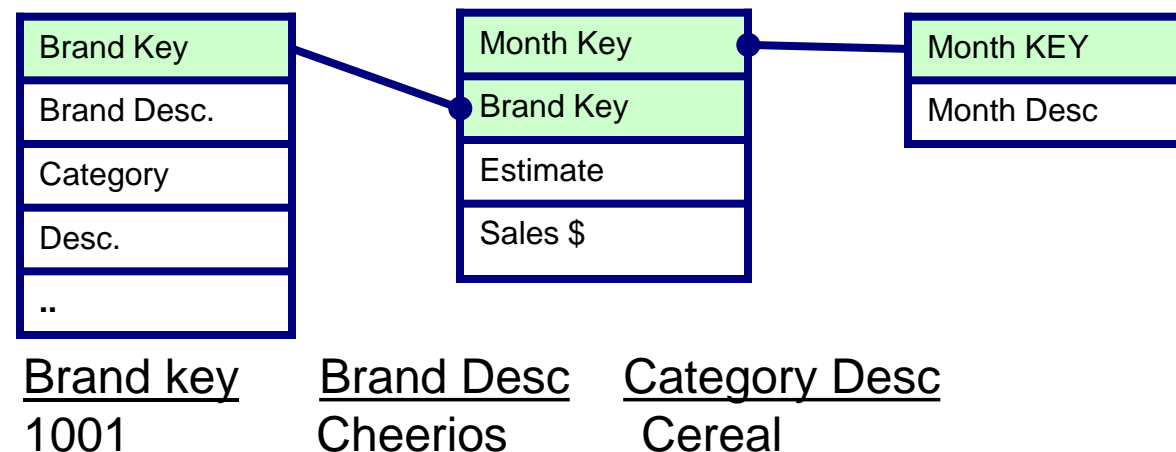 Brand Key
Brand Desc.
Category
Desc.
..
Month Key
Brand Key
Estimate
Sales $
Month KEY
Month Desc
Brand key Brand Desc Category Desc
1001 Cheerios Cereal